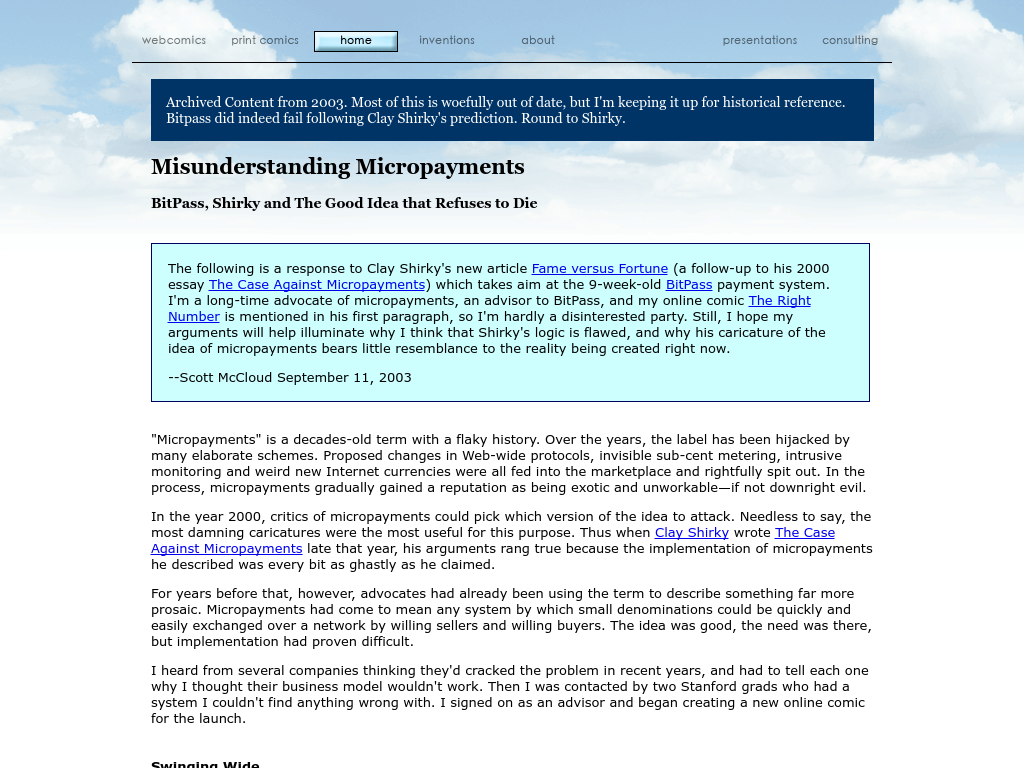 webcomics print comics home inventions about presentations consulting
Archived Content from 2003. Most of this is woefully out of date, but I'm keeping it up for historical reference.
Bitpass did indeed fail following Clay Shirky's prediction. Round to Shirky.
Misunderstanding Micropayments
BitPass, Shirky and The Good Idea that Refuses to Die
The following is a response to Clay Shirky's new article Fame versus Fortune (a follow-up to his 2000
essay The Case Against Micropayments) which takes aim at the 9-week-old BitPass payment system.
I'm a long-time advocate of micropayments, an advisor to BitPass, and my online comic The Right
Number is mentioned in his first paragraph, so I'm hardly a disinterested party. Still, I hope my
arguments will help illuminate why I think that Shirky's logic is flawed, and why his caricature of the
idea of micropayments bears little resemblance to the reality being created right now.
--Scott McCloud September 11, 2003
"Micropayments" is a decades-old term with a flaky history. Over the years, the label has been hijacked by
many elaborate schemes. Proposed changes in Web-wide protocols, invisible sub-cent metering, intrusive
monitoring and weird new Internet currencies were all fed into the marketplace and rightfully spit out. In the
process, micropayments gradually gained a reputation as being exotic and unworkable—if not downright evil.
In the year 2000, critics of micropayments could pick which version of the idea to attack. Needless to say, the
most damning caricatures were the most useful for this purpose. Thus when Clay Shirky wrote The Case
Against Micropayments late that year, his arguments rang true because the implementation of micropayments
he described was every bit as ghastly as he claimed.
For years before that, however, advocates had already been using the term to describe something far more
prosaic. Micropayments had come to mean any system by which small denominations could be quickly and
easily exchanged over a network by willing sellers and willing buyers. The idea was good, the need was there,
but implementation had proven difficult.
I heard from several companies thinking they'd cracked the problem in recent years, and had to tell each one
why I thought their business model wouldn't work. Then I was contacted by two Stanford grads who had a
system I couldn't find anything wrong with. I signed on as an advisor and began creating a new online comic
for the launch.
Swinging Wide